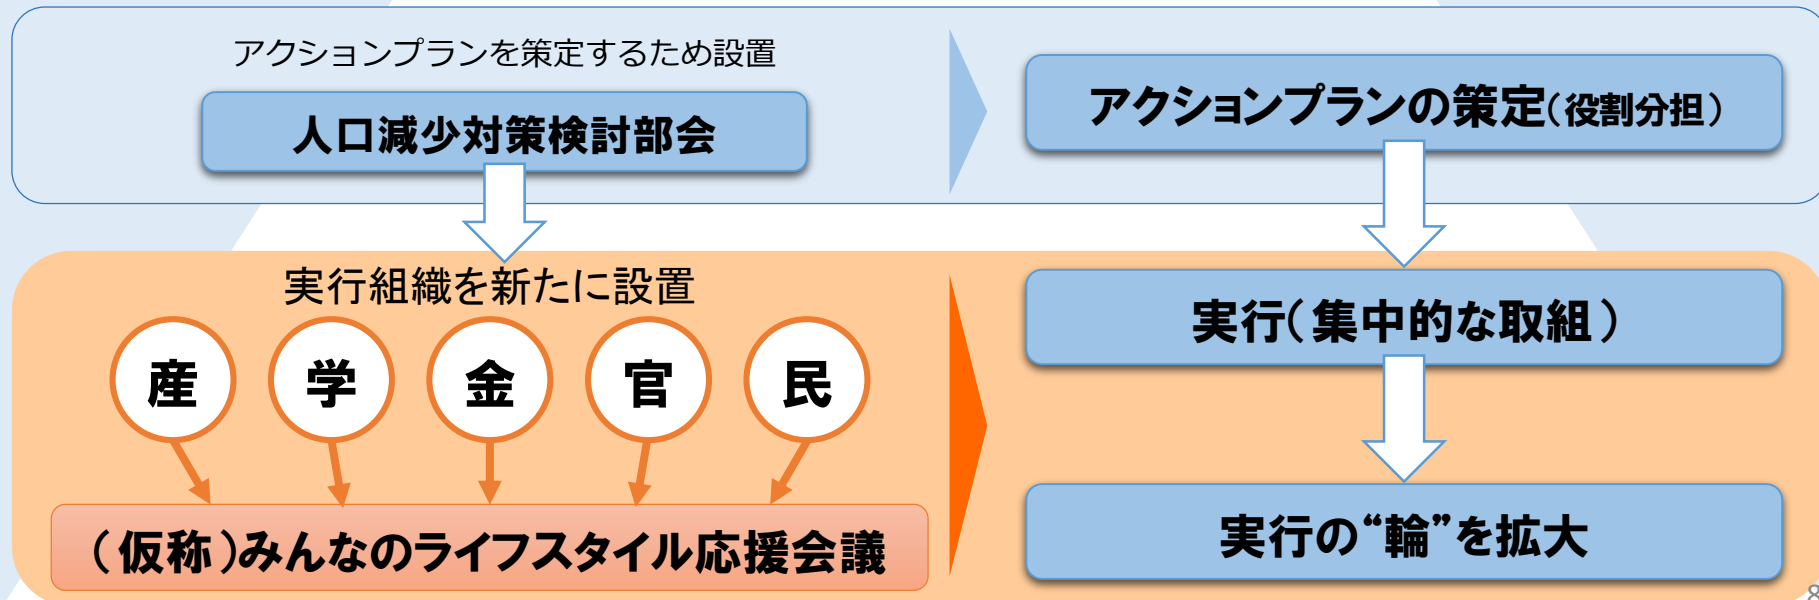 アクションプランを策定するため設置
人口減少対策検討部会
アクションプランの策定(役割分担)
実行組織を新たに設置
産 学 金 官 民
(仮称)みんなのライフスタイル応援会議
実行(集中的な取組)
実行の“輪”を拡大
8